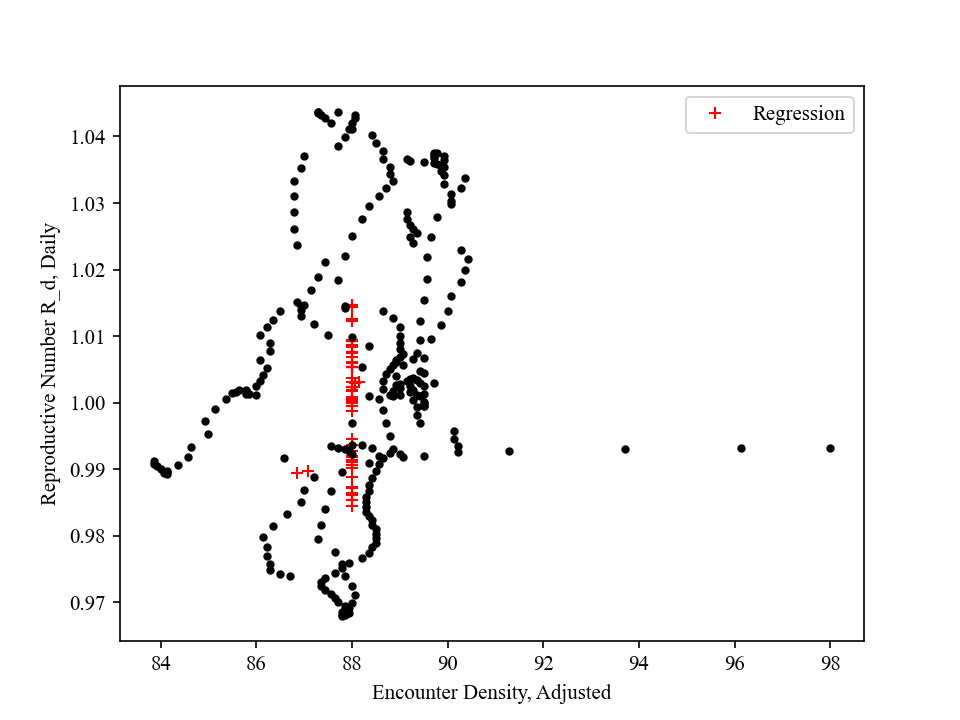 Regression
1.04
1.03
1.02
1.01
1.00
0.99
0.98
0.97
Reproductive Number R_d, Daily
84 86 88 90 92 94 96 98
Encounter Density, Adjusted